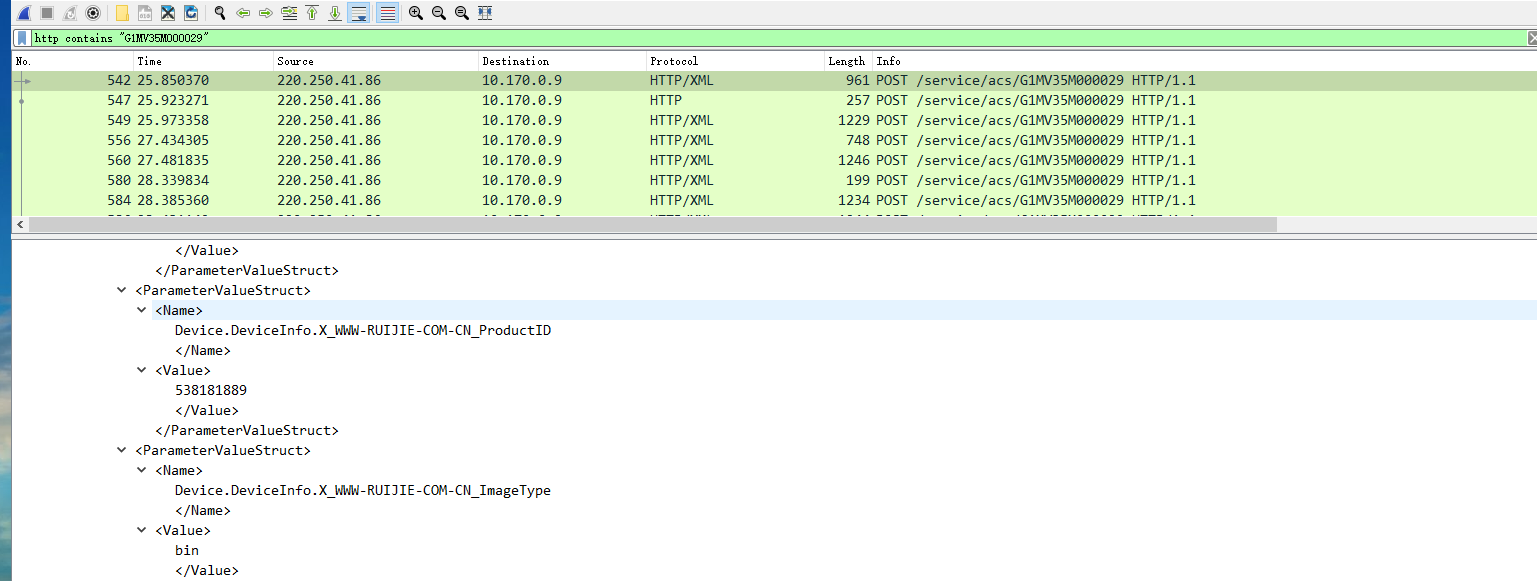 http contains "G1MV35M000029"
No. Time Source Destination Protocol Length Info
542 25.850370 220.250.41.86 10.170.0.9 HTTP/XML 961 POST /service/acs/G1MV35M000029 HTTP/1.1
547 25.923271 220.250.41.86 10.170.0.9 HTTP 257 POST /service/acs/G1MV35M000029 HTTP/1.1
549 25.973358 220.250.41.86 10.170.0.9 HTTP/XML 1229 POST /service/acs/G1MV35M000029 HTTP/1.1
556 27.434305 220.250.41.86 10.170.0.9 HTTP/XML 748 POST /service/acs/G1MV35M000029 HTTP/1.1
560 27.481835 220.250.41.86 10.170.0.9 HTTP/XML 1246 POST /service/acs/G1MV35M000029 HTTP/1.1
580 28.339834 220.250.41.86 10.170.0.9 HTTP/XML 199 POST /service/acs/G1MV35M000029 HTTP/1.1
584 28.385360 220.250.41.86 10.170.0.9 HTTP/XML 1234 POST /service/acs/G1MV35M000029 HTTP/1.1
</Value>
</ParameterValueStruct>
<ParameterValueStruct>
<Name>
Device.DeviceInfo.X_WWW-RUIJIE-COM-CN_ProductID
</Name>
<Value>
538181889
</Value>
</ParameterValueStruct>
<ParameterValueStruct>
<Name>
Device.DeviceInfo.X_WWW-RUIJIE-COM-CN_ImageType
</Name>
<Value>
bin
</Value>